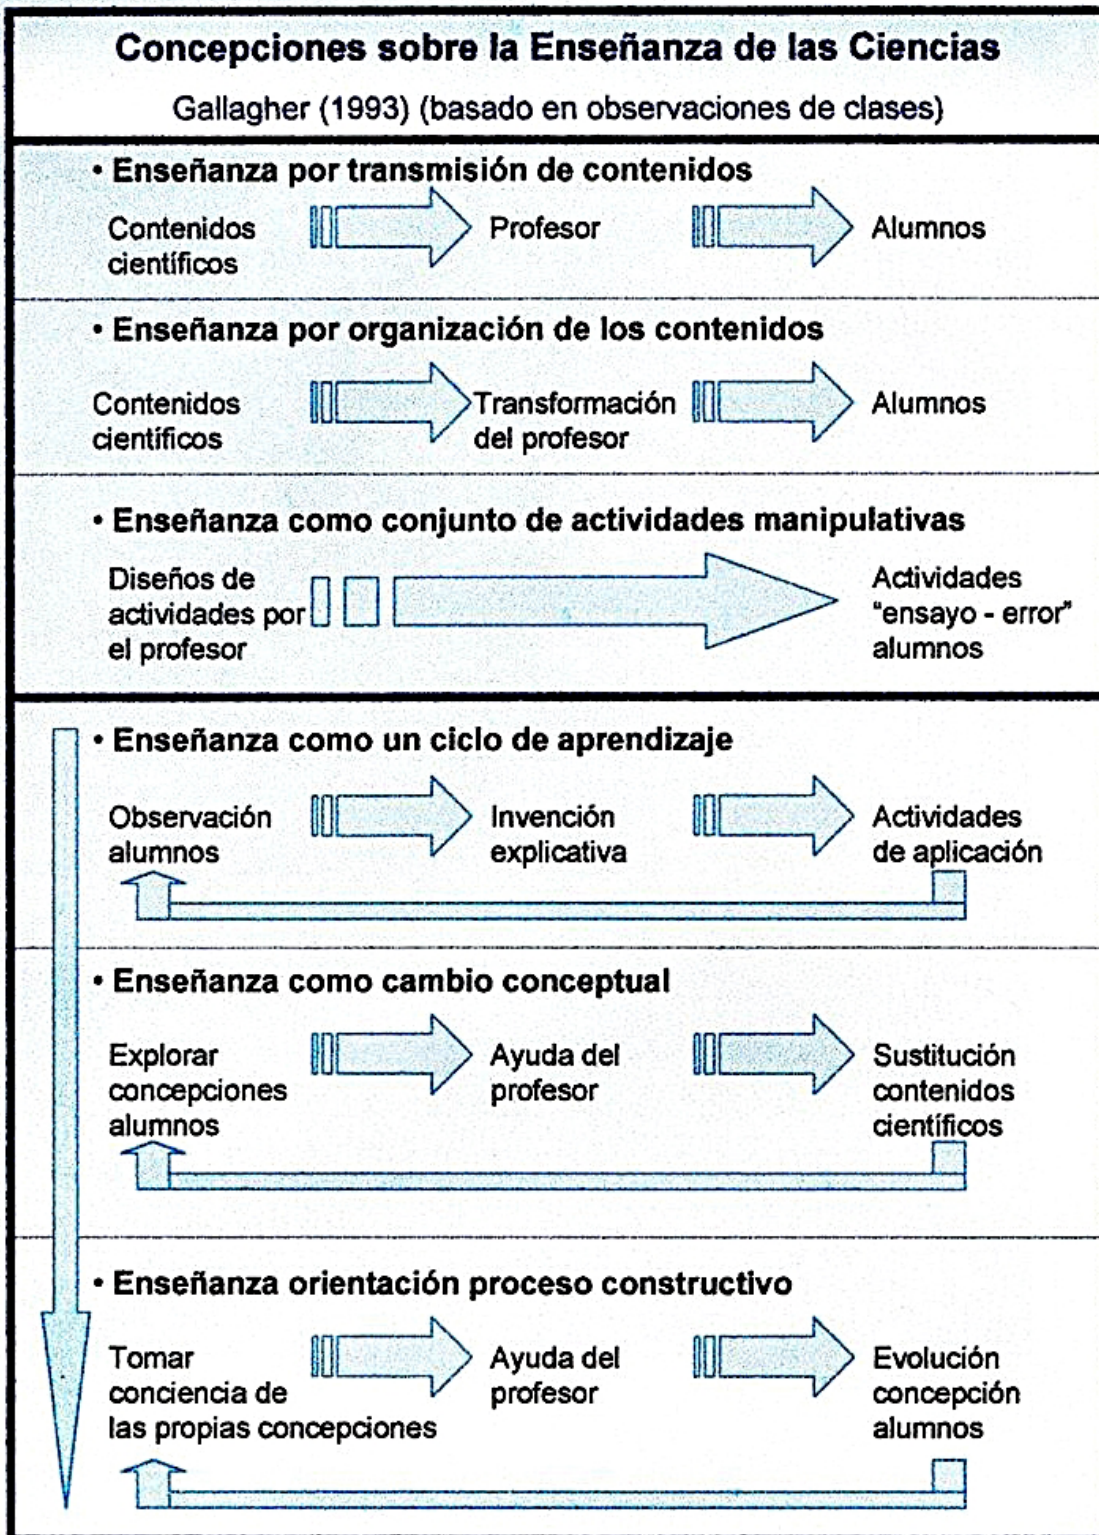 Concepciones sobre la Enseñanza de las Ciencias
Gallagher (1993) (basado en observaciones de clases)
• Enseñanza por transmisión de contenidos
Contenidos
científicos
Profesor
Alumnos
• Enseñanza por organización de los contenidos
Contenidos
científicos
Transformación
del profesor
Alumnos
• Enseñanza como conjunto de actividades manipulativas
Diseños de
actividades por
el profesor
Actividades
“ensayo - error”
alumnos
• Enseñanza como un ciclo de aprendizaje
Observación
alumnos
Invención
explicativa
Actividades
de aplicación
• Enseñanza como cambio conceptual
Explorar
concepciones
alumnos
Ayuda del
profesor
Sustitución
contenidos
científicos
• Enseñanza orientación proceso constructivo
Tomar
conciencia de
las propias concepciones
Ayuda del
profesor
Evolución
concepción
alumnos